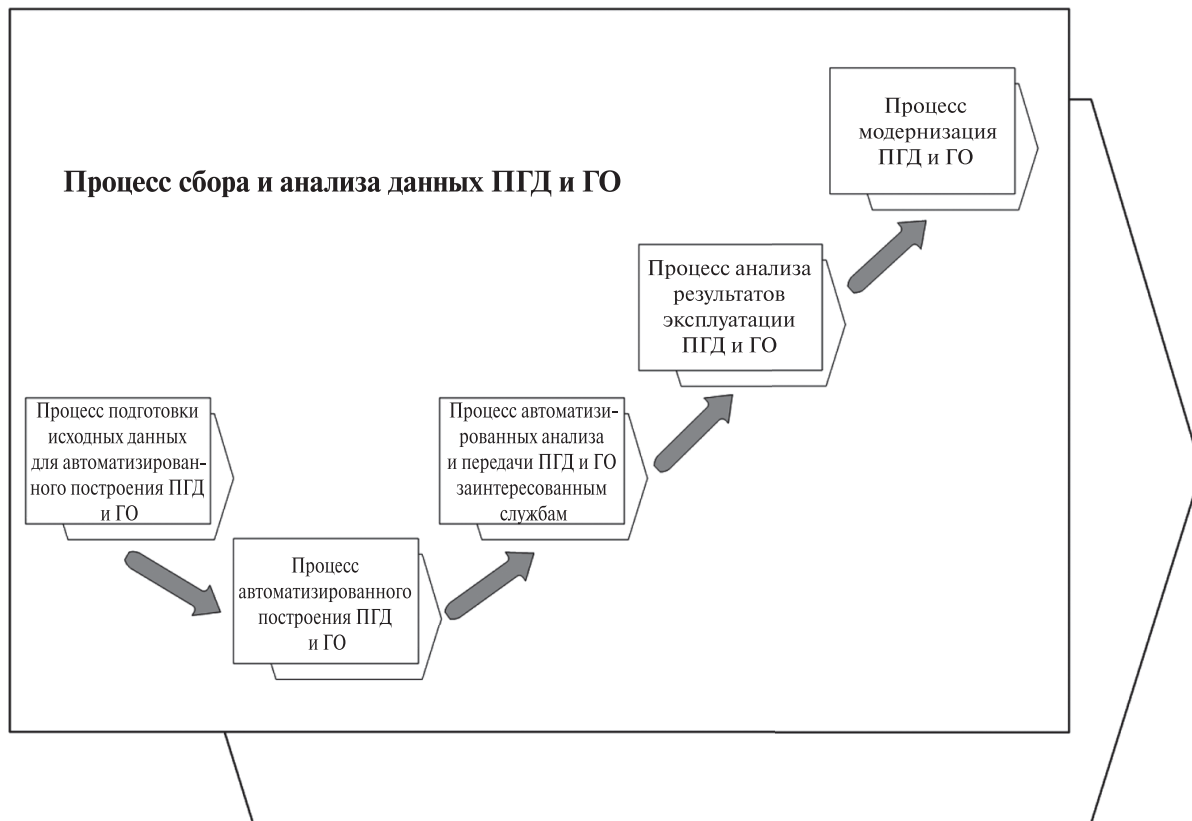 Процесс сбора и анализа данных ПГД и ГО
Процесс подготовки
исходных данных
для автоматизирован-
ного построения ПГД
и ГО
Процесс
автоматизированного
построения ПГД
и ГО
Процесс автоматизи-
рованных анализа
и передачи ПГД и ГО
заинтересованным
службам
Процесс анализа
результатов
эксплуатации
ПГД и ГО
Процесс
модернизация
ПГД и ГО